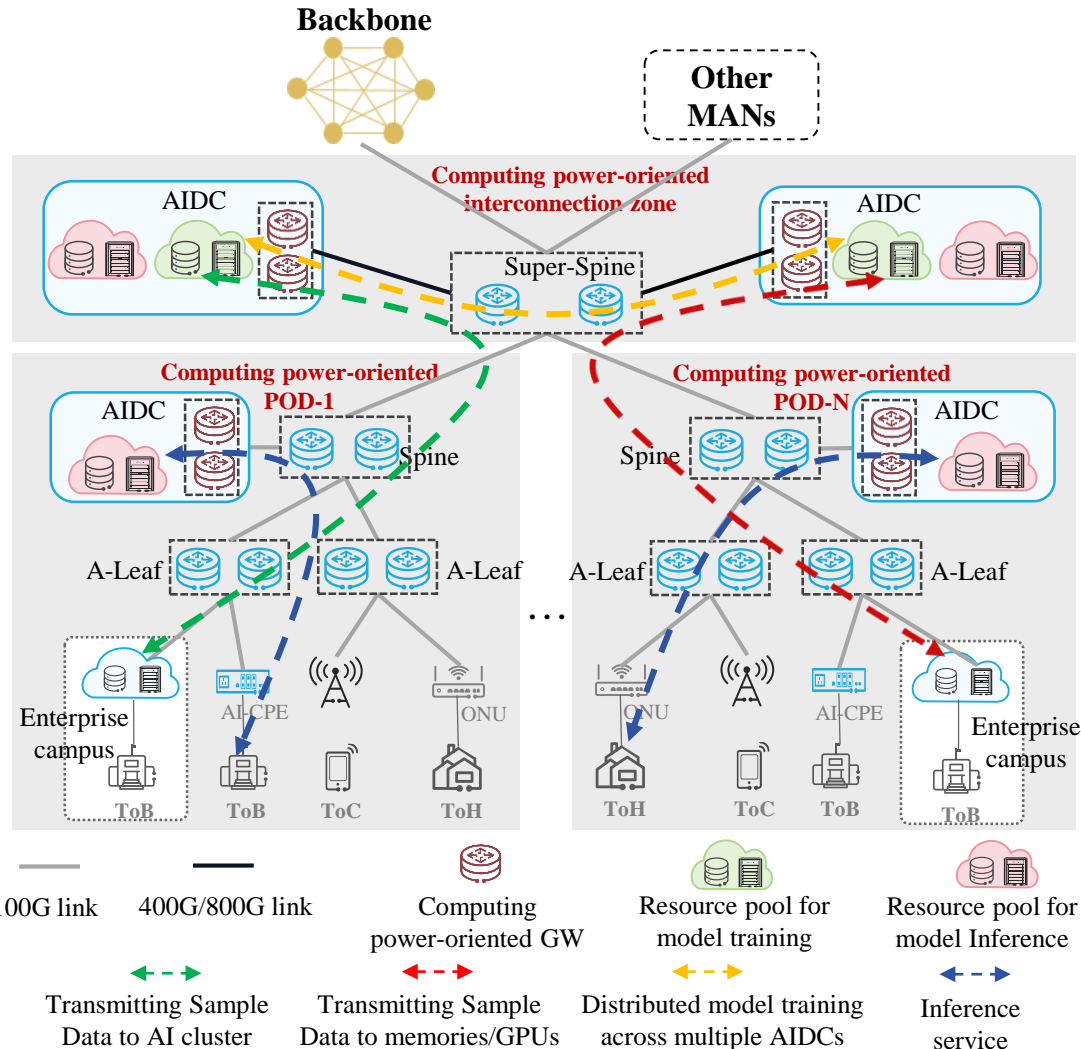 Backbone
Other
MANs
Computing power-oriented
interconnection zone
AIDC
AIDC
Super-Spine
Computing power-oriented
POD-1
Computing power-oriented
POD-N
AIDC
AIDC
Spine
Spine
A-Leaf
A-Leaf
A-Leaf
A-Leaf
...
Enterprise
campus
AI-CPE
ONU
ONU
AI-CPE
Enterprise
campus
ToB
ToB
ToC
ToH
ToH
ToC
ToB
ToB
100G link
400G/800G link
Computing
power-oriented GW
Resource pool for
model training
Resource pool for
model Inference
Transmitting Sample
Data to AI cluster
Transmitting Sample
Data to memories/GPUs
Distributed model training
across multiple AIDCs
Inference
service